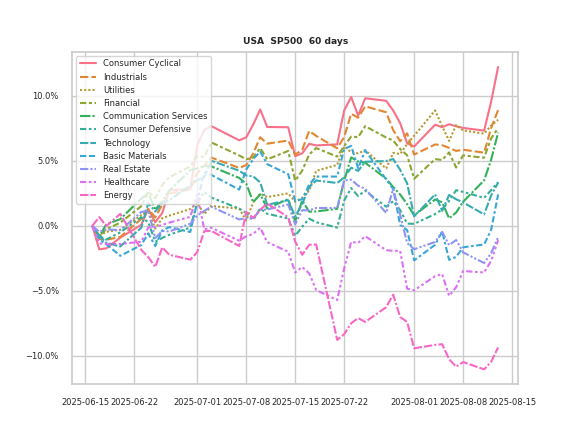 USA SP500 60 days
Consumer Cyclical
Industrials
Utilities
Financial
Communication Services
Consumer Defensive
Technology
Basic Materials
Real Estate
Healthcare
Energy
10.0%
5.0%
0.0%
−5.0%
−10.0%
2025-06-15 2025-06-22 2025-07-01 2025-07-08 2025-07-15 2025-07-22 2025-08-01 2025-08-08 2025-08-15